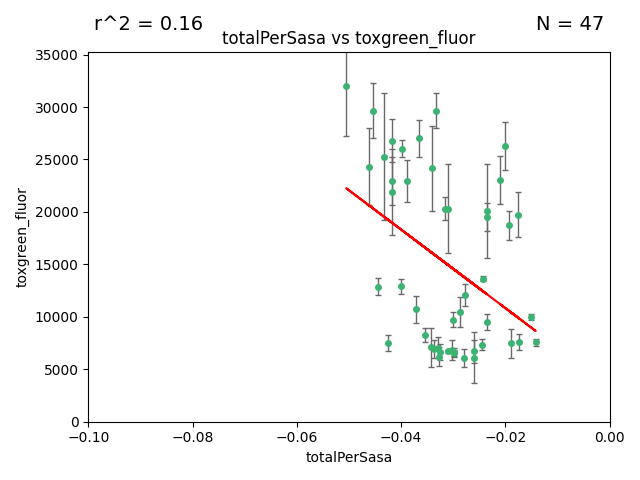 r^2 = 0.16
N = 47
totalPerSasa vs toxgreen_fluor
35000
30000
25000
20000
15000
10000
5000
0
toxgreen_fluor
−0.10
−0.08
−0.06
−0.04
−0.02
0.00
totalPerSasa